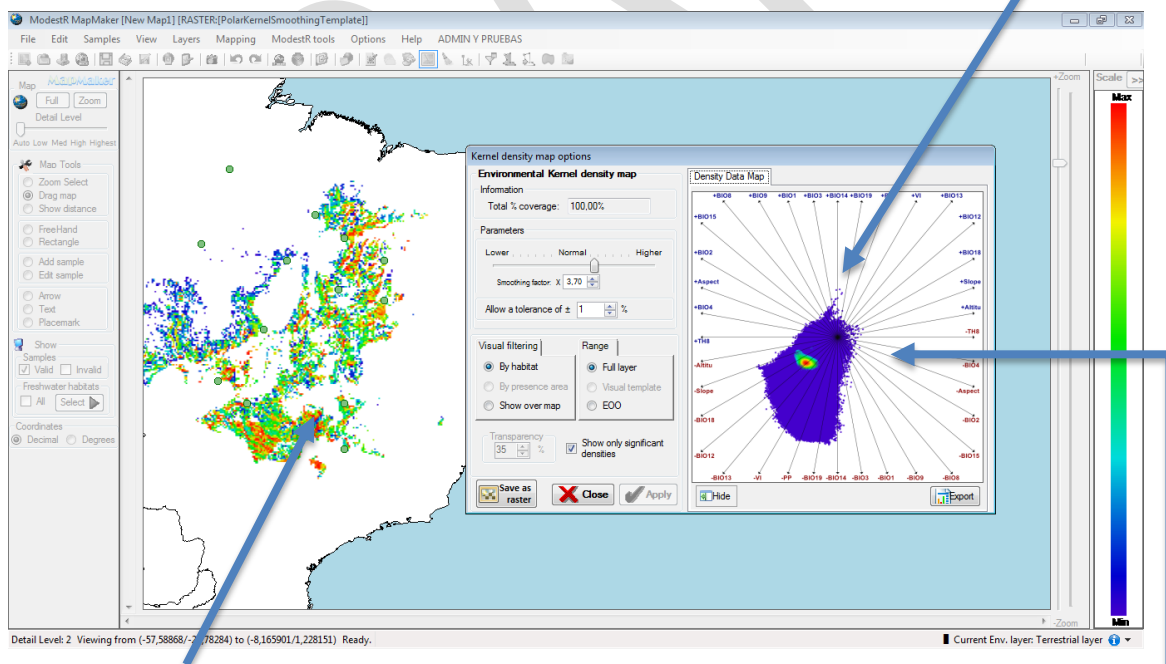 ModestR MapMaker [New Map1] [RASTER:[PolarKernelSmoothingTemplate]]
File Edit Samples View Layers Mapping ModestR tools Options Help ADMIN Y PRUEBAS
Map MapMaker
Full Zoom
Detail Level
Auto Low Med High Highest
Map Tools
Zoom Select
Drag map
Show distance
FreeHand
Rectangle
Add sample
Edit sample
Arrow
Text
Placemark
Show
Samples
Valid Invalid
Freshwater habitats
All Select
Coordinates
Decimal Degrees
Kernel density map options
Environmental Kernel density map
Information
Total % coverage: 100,00%
Parameters
Lower Normal Higher
Smoothing factor: X 3,70
Allow a tolerance of ± 1 %
Visual filtering Range
By habitat Full layer
By presence area Visual template
Show over map EOO
Transparency
35 %
Show only significant
densities
Save as
raster
Close Apply
Density Data Map
+BIO8 +BIO9 +BIO1 +BIO3 +BIO14 +BIO19 +VI +BIO13
+BIO15 +BIO12
+BIO2 +BIO18
+Aspect +Slope
+BIO4 +Altitu
+TH8 -TH8
-Altitu -BIO4
-Slope -Aspect
-BIO18 -BIO2
-BIO12 -BIO15
-BIO13 -VI -PP -BIO19 -BIO14 -BIO3 -BIO1 -BIO9 -BIO8
Hide Export
+Zoom
-Zoom
Scale >>
Max
Min
Detail Level: 2 Viewing from (-57,58868/-2 ,78284) to (-8,165901/1,228151) Ready.
Current Env. layer: Terrestrial layer